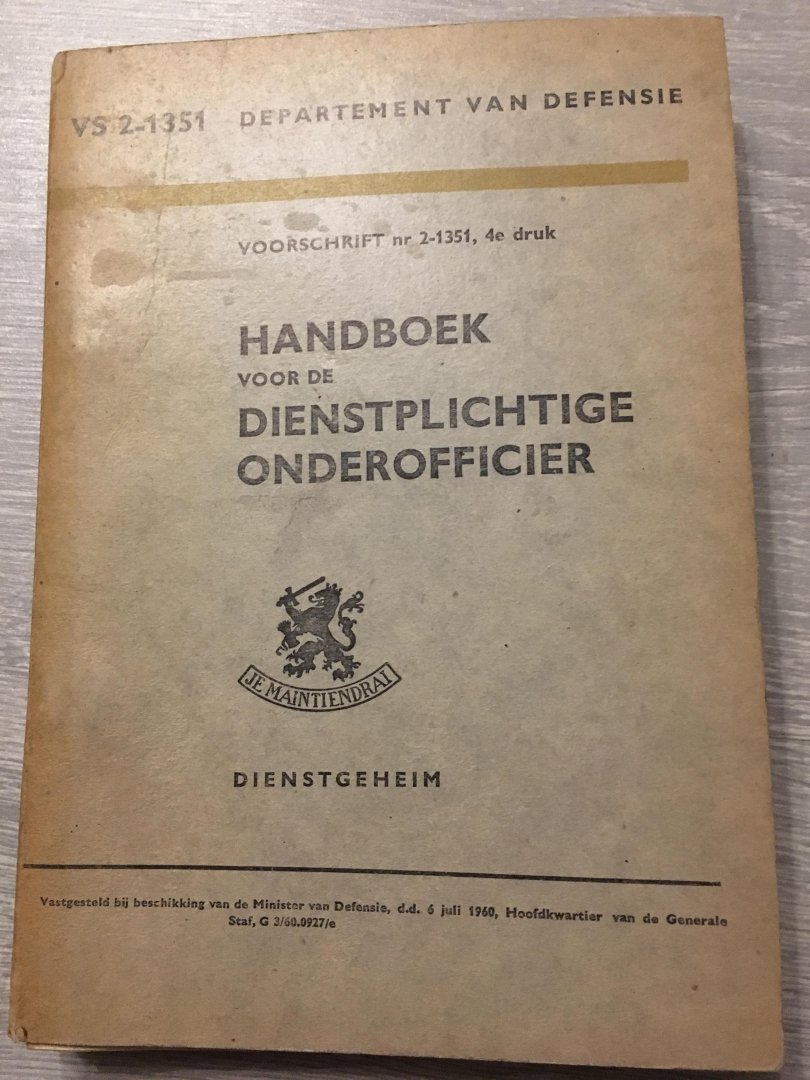 VS 2-1351 DEPARTEMENT VAN DEFENSIE
VOORSCHRIFT nr 2-1351, 4e druk
HANDBOEK
VOOR DE
DIENSTPLICHTIGE
ONDEROFFICIER
JE MAINTIENDRAI
DIENSTGEHEIM
Vastgesteld bij beschikking van de Minister van Defensie, d.d. 6 juli 1960, Hoofdkwartier van de Generale
Staf, G 3/60.0927/e